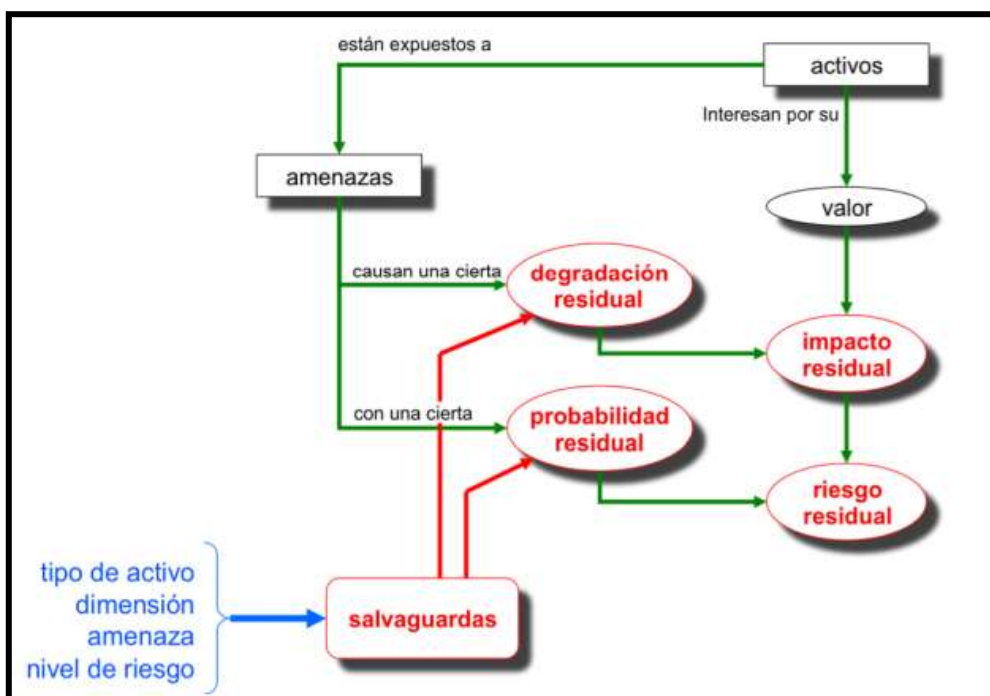 están expuestos a
activos
Interesan por su
amenazas
valor
causan una cierta
degradación
residual
impacto
residual
con una cierta
probabilidad
residual
riesgo
residual
tipo de activo
dimensión
amenaza
nivel de riesgo
salvaguardas